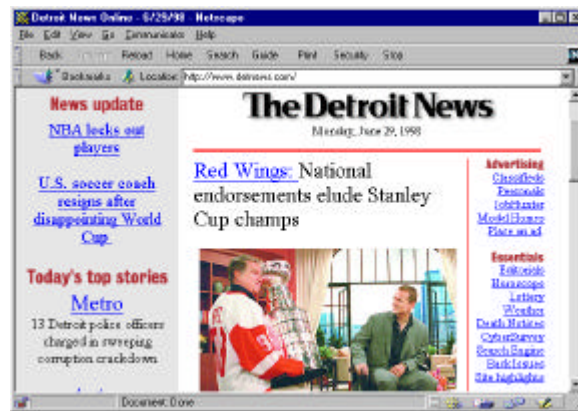 Detroit News Online - 6/29/98 - Netscape
File Edit View Go Communicator Help
Back Reload Home Search Guide Print Security Stop
Bookmarks Location: http://www.detnews.com/
News update
NBA locks out
players
U.S. soccer coach
resigns after
disappointing World
Cup
Today's top stories
Metro
13 Detroit police officers
charged in sweeping
corruption crackdown
The Detroit News
Monday, June 29, 1998
Red Wings: National
endorsements elude Stanley
Cup champs
Advertising
Classifieds
Personals
JobHunter
Model Homes
Place an ad
Essentials
Editorials
Horoscope
Lottery
Weather
Death Notices
CyberSurvey
Search Engine
Back Issues
Site highlights
Document: Done